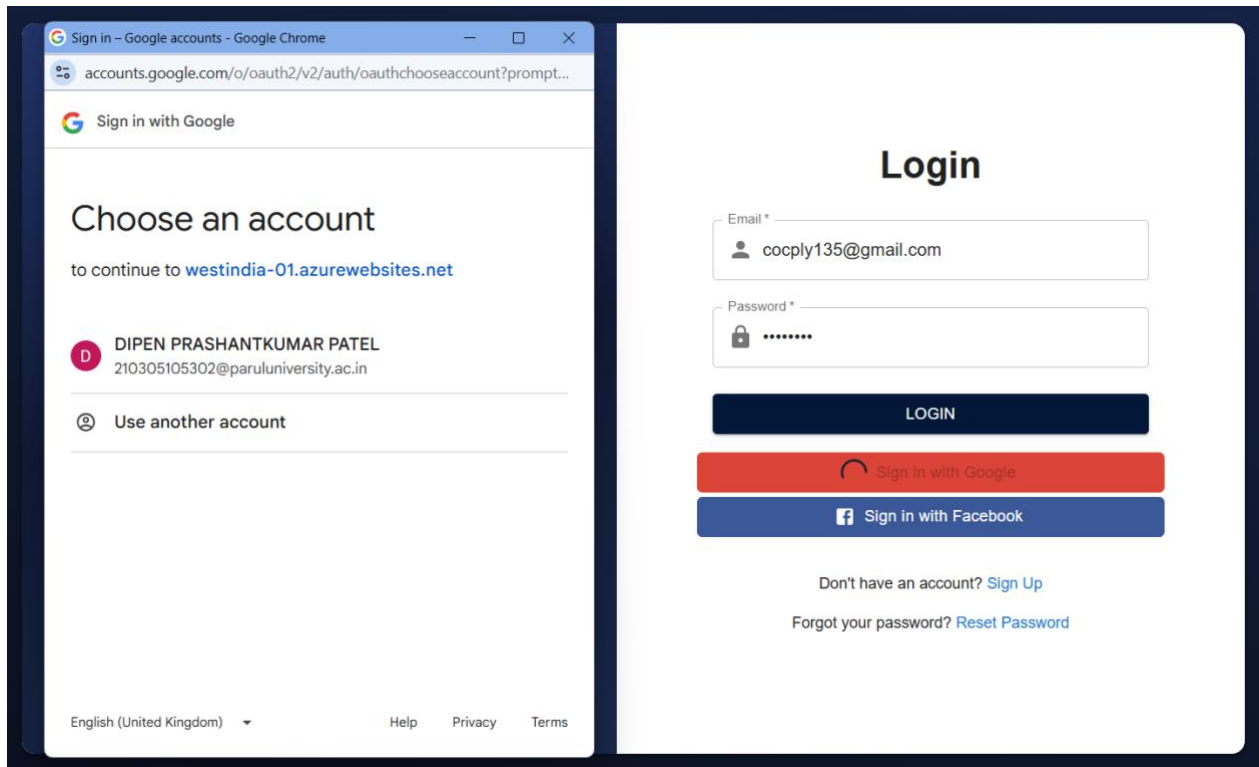 Sign in – Google accounts - Google Chrome
accounts.google.com/o/oauth2/v2/auth/oauthchooseaccount?prompt...
Sign in with Google
Choose an account
to continue to westindia-01.azurewebsites.net
D
DIPEN PRASHANTKUMAR PATEL
210305105302@paruluniversity.ac.in
Use another account
English (United Kingdom)
Help Privacy Terms
Login
Email *
cocply135@gmail.com
Password *
••••••••
LOGIN
Sign in with Google
Sign in with Facebook
Don't have an account? Sign Up
Forgot your password? Reset Password